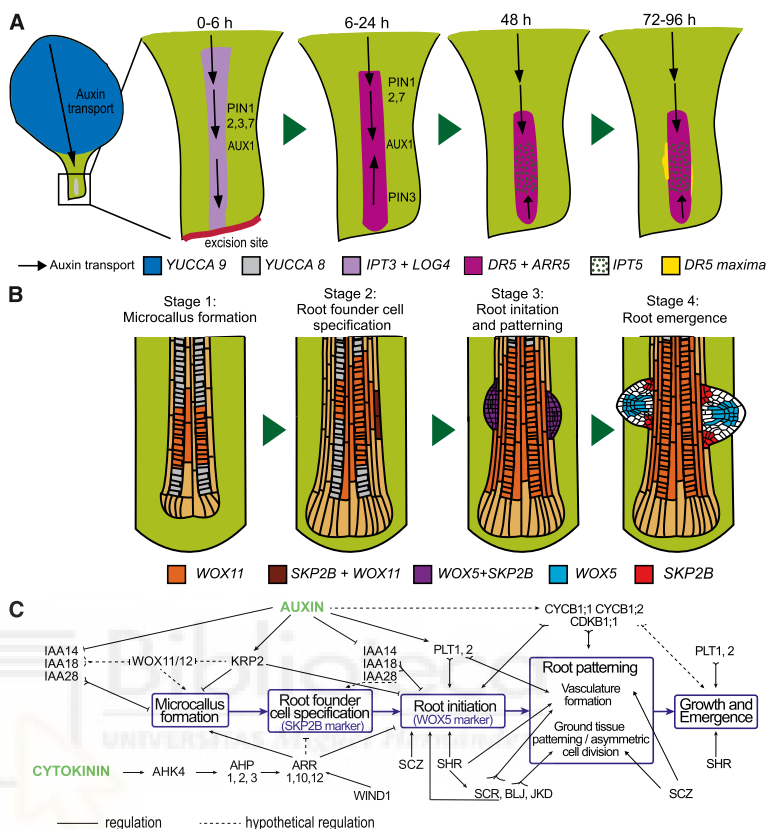 A
0-6 h
6-24 h
48 h
72-96 h
Auxin
transport
PIN1
2,3,7
AUX1
excision site
PIN1
2,7
AUX1
PIN3
Auxin transport
YUCCA 9
YUCCA 8
IPT3 + LOG4
DR5 + ARR5
IPT5
DR5 maxima
B
Stage 1:
Microcallus formation
Stage 2:
Root founder cell
specification
Stage 3:
Root initation
and patterning
Stage 4:
Root emergence
WOX11
SKP2B + WOX11
WOX5+SKP2B
WOX5
SKP2B
C
AUXIN
CYCB1;1 CYCB1;2
CDKB1;1
IAA14
IAA18
IAA28
WOX11/12
KRP2
IAA14
IAA18
IAA28
PLT1, 2
PLT1, 2
Microcallus
formation
Root founder
cell specification
(SKP2B marker)
Root initiation
(WOX5 marker)
Root patterning
Vasculature
formation
Ground tissue
patterning / asymmetric
cell division
Growth and
Emergence
CYTOKININ
AHK4
AHP
1, 2, 3
ARR
1,10,12
WIND1
SCZ
SHR
SCR, BLJ, JKD
SCZ
SHR
regulation
hypothetical regulation
Biblioteca